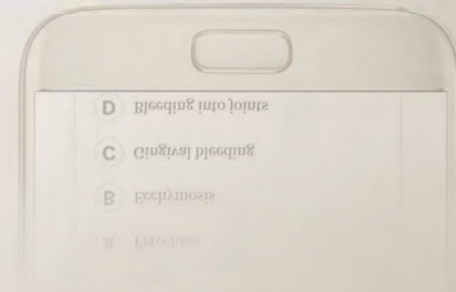 A Petechiae
B Ecchymosis
C Gingival bleeding
D Bleeding into joints